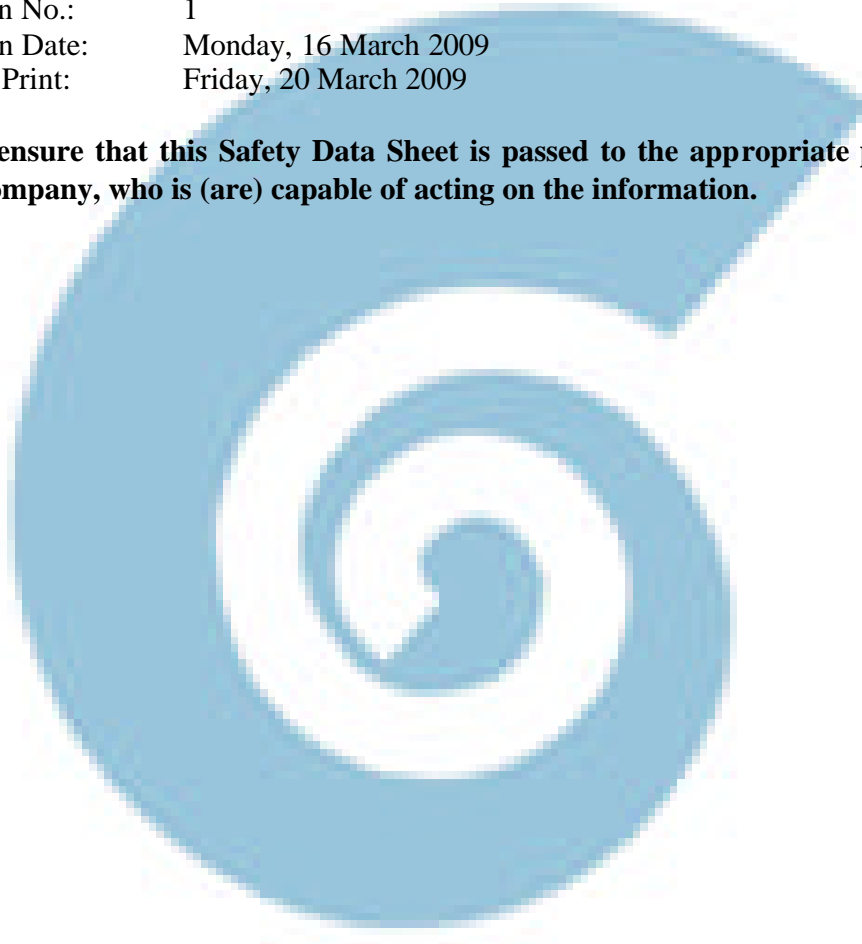 n No.: 1
n Date: Monday, 16 March 2009
Print: Friday, 20 March 2009
ensure that this Safety Data Sheet is passed to the appropriate p
ompany, who is (are) capable of acting on the information.